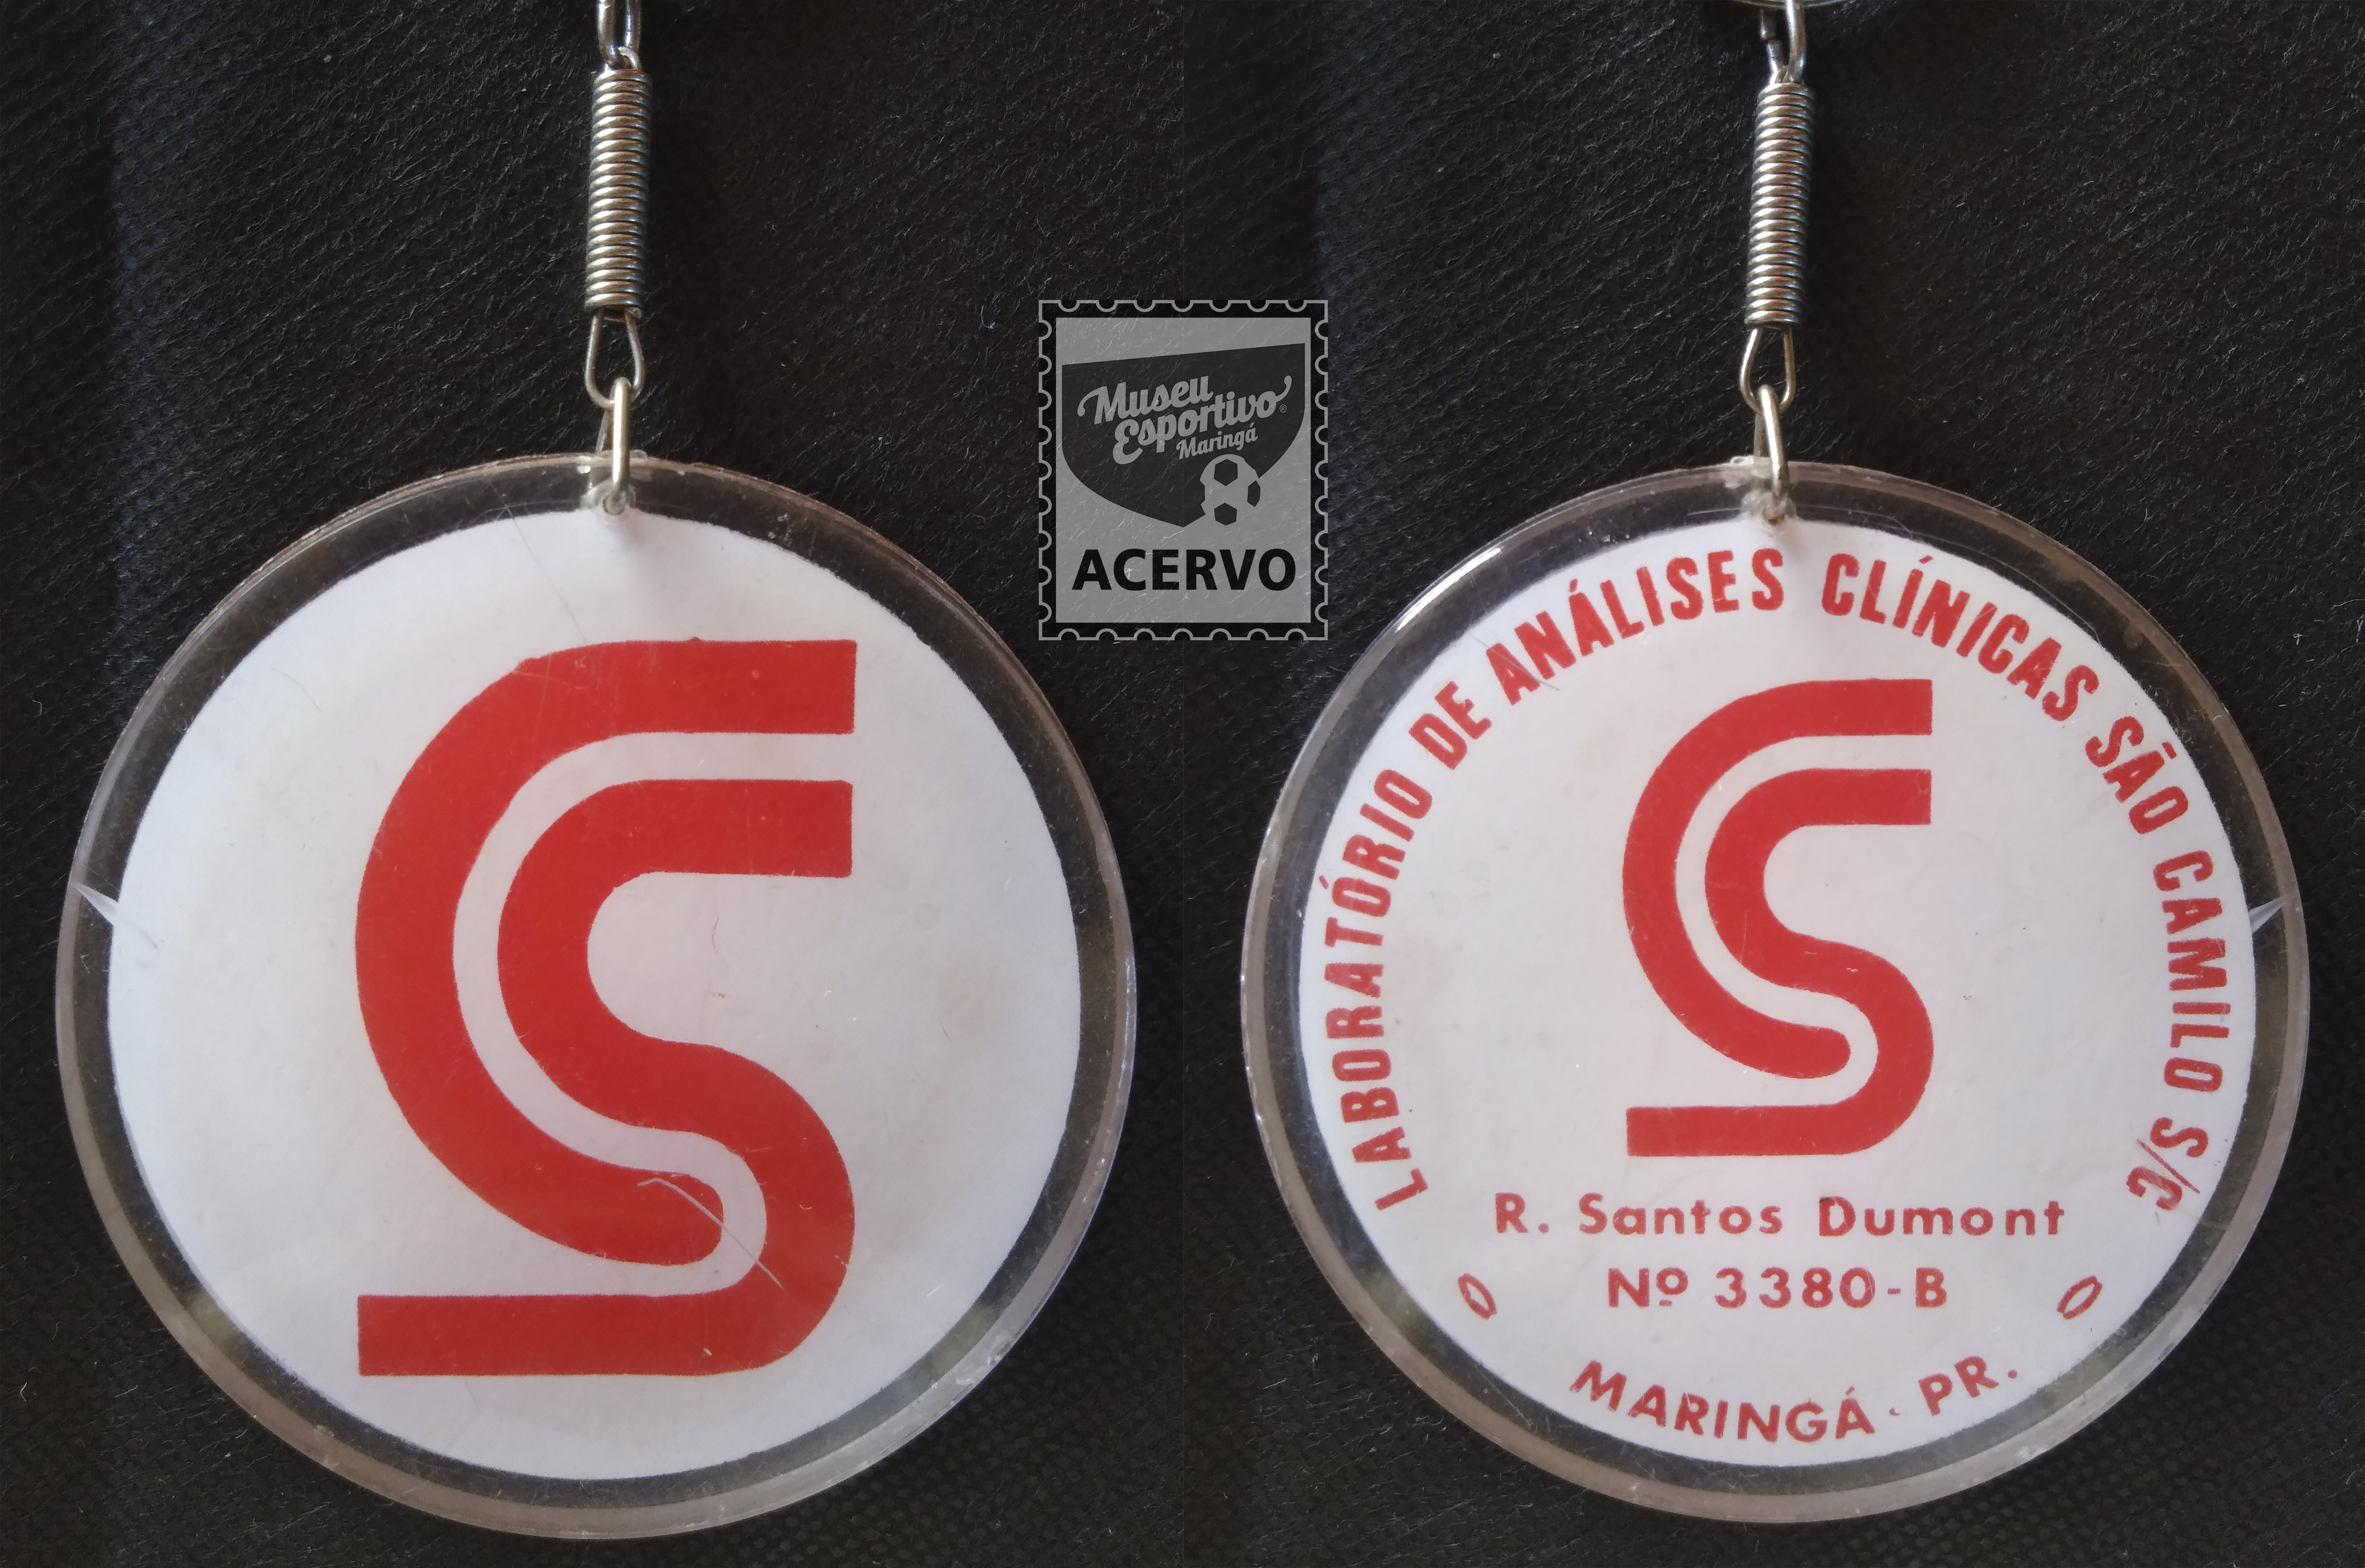 Museu
Esportivo
Maringá
ACERVO
LABORATÓRIO DE ANÁLISES CLÍNICAS SÃO CAMILO S/C
R. Santos Dumont
Nº 3380-B
MARINGÁ - PR.